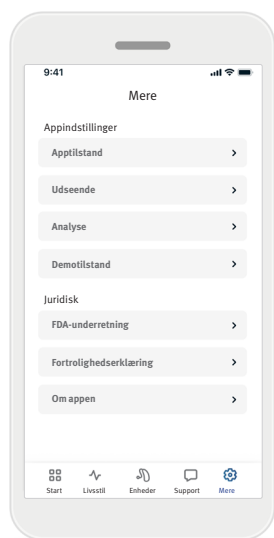 9:41
Mere
Appindstillinger
Apptilstand
Udseende
Analyse
Demotilstand
Juridisk
FDA-underretning
Fortrolighedserklæring
Om appen
Start Livsstil Enheder Support Mere